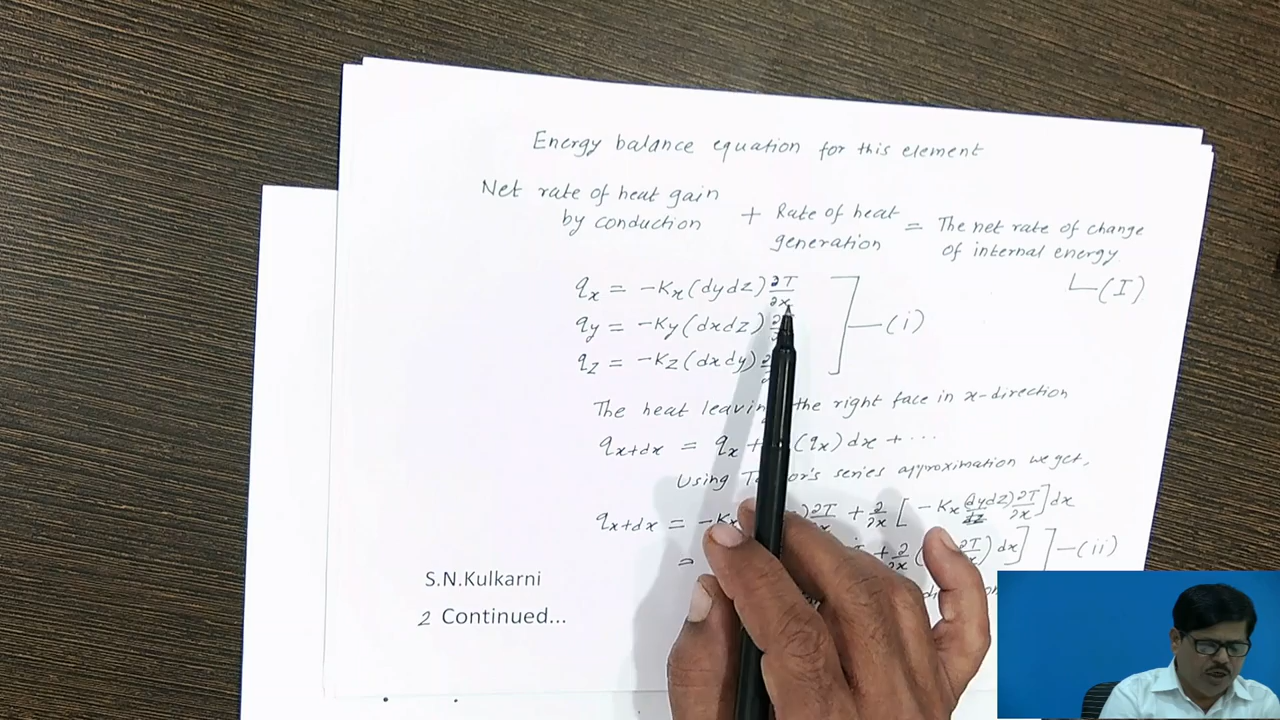 Energy balance equation for this element
Net rate of heat gain by conduction + Rate of heat generation = The net rate of change of internal energy
(I)
qx = -Kx (dydz) ∂T/∂x
qy = -Ky (dxdz)
qz = -Kz (dxdy)
(i)
The heat leaving the right face in x-direction
qx+dx = qx + (qx) dx + ...
Using Taylor's series approximation we get,
qx+dx = -Kx ∂T/∂x + ∂/∂x [-Kx (dydz) ∂T/∂x] dx
= + ∂/∂x ( ) dx]
(ii)
S.N.Kulkarni
2 Continued...